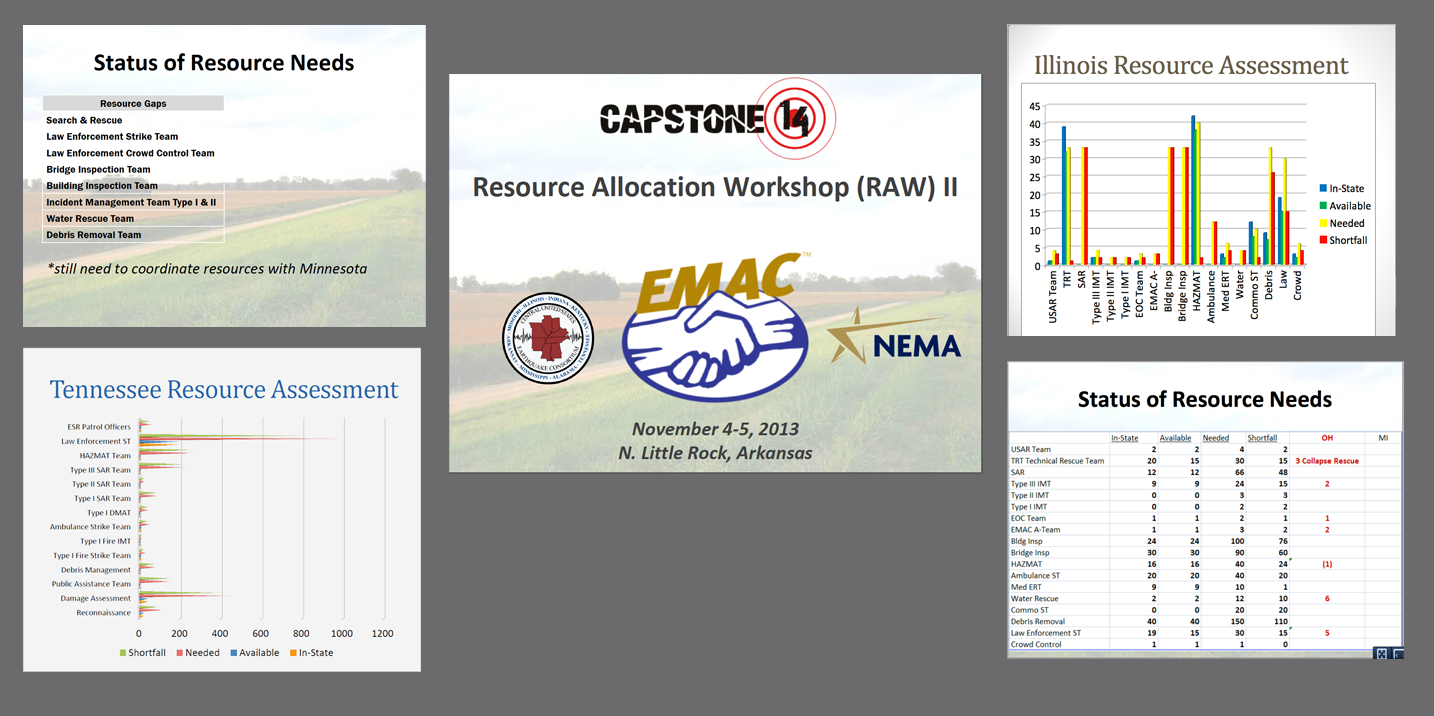 Status of Resource Needs
Resource Gaps
Search & Rescue
Law Enforcement Strike Team
Law Enforcement Crowd Control Team
Bridge Inspection Team
Building Inspection Team
Incident Management Team Type I & II
Water Rescue Team
Debris Removal Team
*still need to coordinate resources with Minnesota
Tennessee Resource Assessment
ESR Patrol Officers
Law Enforcement ST
HAZMAT Team
Type III SAR Team
Type II SAR Team
Type I SAR Team
Type I DMAT
Ambulance Strike Team
Type I Fire IMT
Type I Fire Strike Team
Debris Management
Public Assistance Team
Damage Assessment
Reconnaissance
0 200 400 600 800 1000 1200
Shortfall Needed Available In-State
CAPSTONE 14
Resource Allocation Workshop (RAW) II
MISSOURI - ILLINOIS - INDIANA - KENTUCKY - TENNESSEE - ALABAMA - MISSISSIPPI - ARKANSAS
CENTRAL UNITED STATES
EARTHQUAKE CONSORTIUM
EMAC™
NEMA
November 4-5, 2013
N. Little Rock, Arkansas
Illinois Resource Assessment
45
40
35
30
25
20
15
10
5
0
USAR Team
TRT
SAR
Type III IMT
Type II IMT
Type I IMT
EOC Team
EMAC A-
Bldg Insp
Bridge Insp
HAZMAT
Ambulance
Med ERT
Water
Commo ST
Debris
Law
Crowd
In-State
Available
Needed
Shortfall
Status of Resource Needs
In-State Available Needed Shortfall OH MI
USAR Team 2 2 4 2
TRT Technical Rescue Team 20 15 30 15 3 Collapse Rescue
SAR 12 12 66 48
Type III IMT 9 9 24 15 2
Type II IMT 0 0 3 3
Type I IMT 0 0 2 2
EOC Team 1 1 2 1 1
EMAC A-Team 1 1 3 2 2
Bldg Insp 24 24 100 76
Bridge Insp 30 30 90 60
HAZMAT 16 16 40 24 (1)
Ambulance ST 20 20 40 20
Med ERT 9 9 10 1
Water Rescue 2 2 12 10 6
Commo ST 0 0 20 20
Debris Removal 40 40 150 110
Law Enforcement ST 19 15 30 15 5
Crowd Control 1 1 1 0